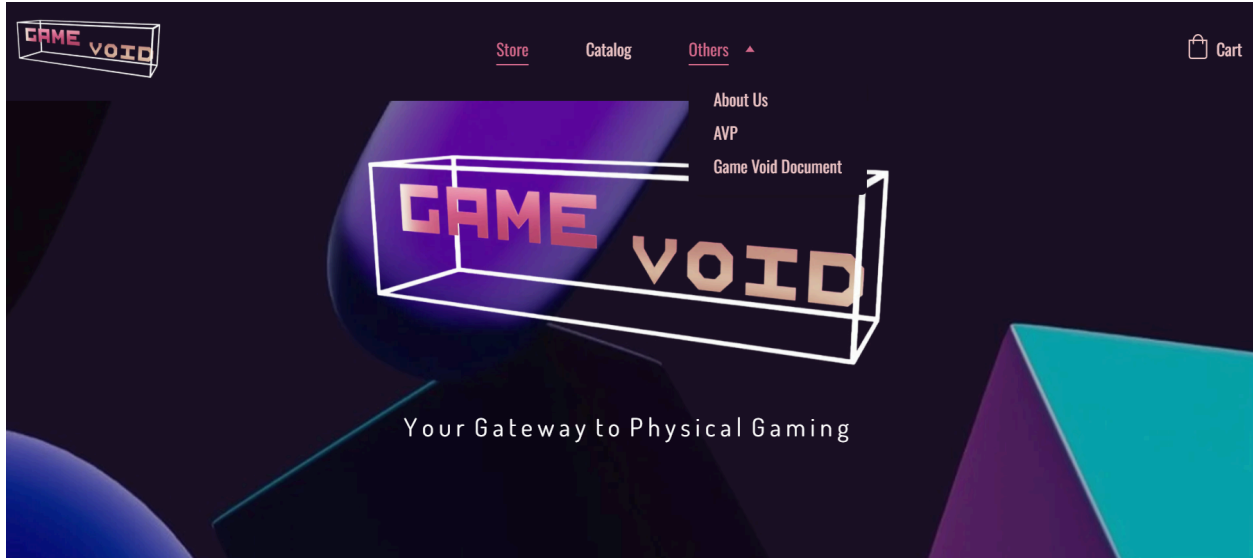 GAME VOID
Store Catalog Others Cart
About Us
AVP
Game Void Document
GAME
VOID
Your Gateway to Physical Gaming